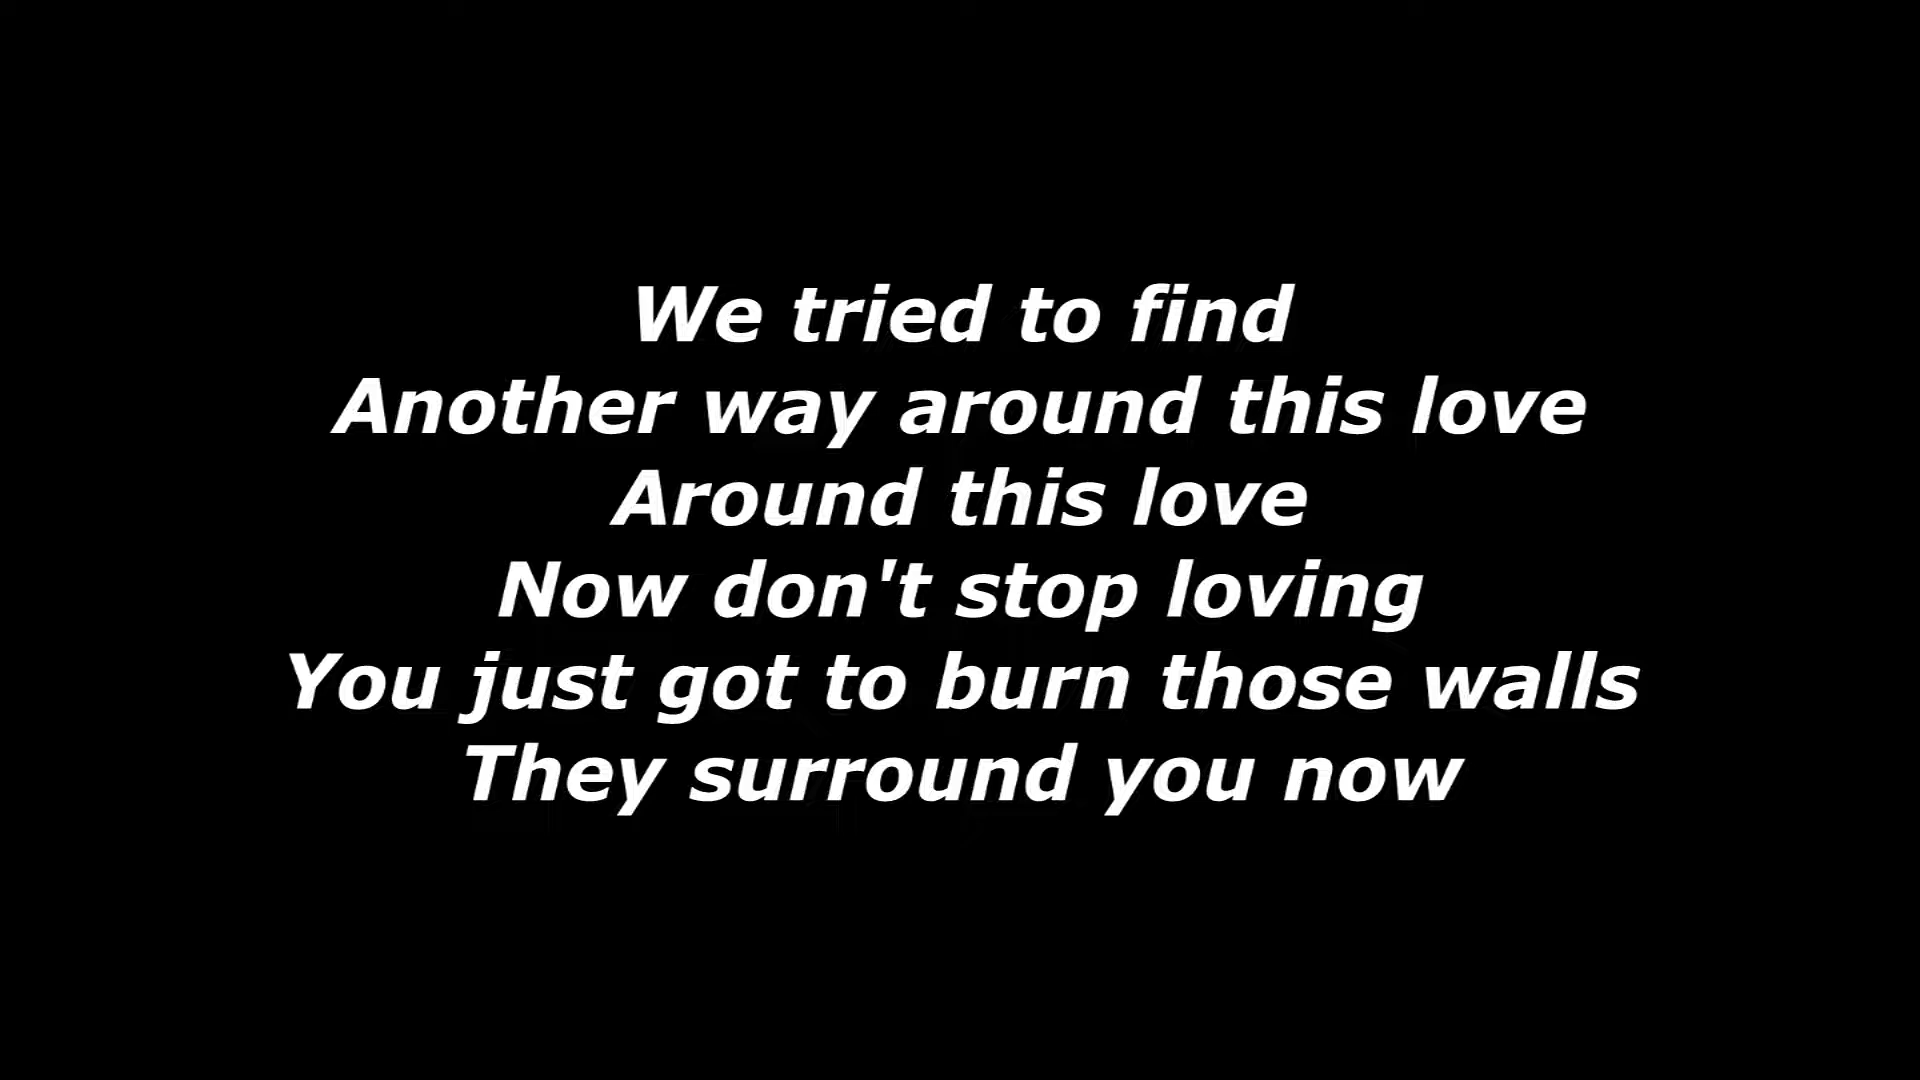 We tried to find
Another way around this love
Around this love
Now don't stop loving
You just got to burn those walls
They surround you now